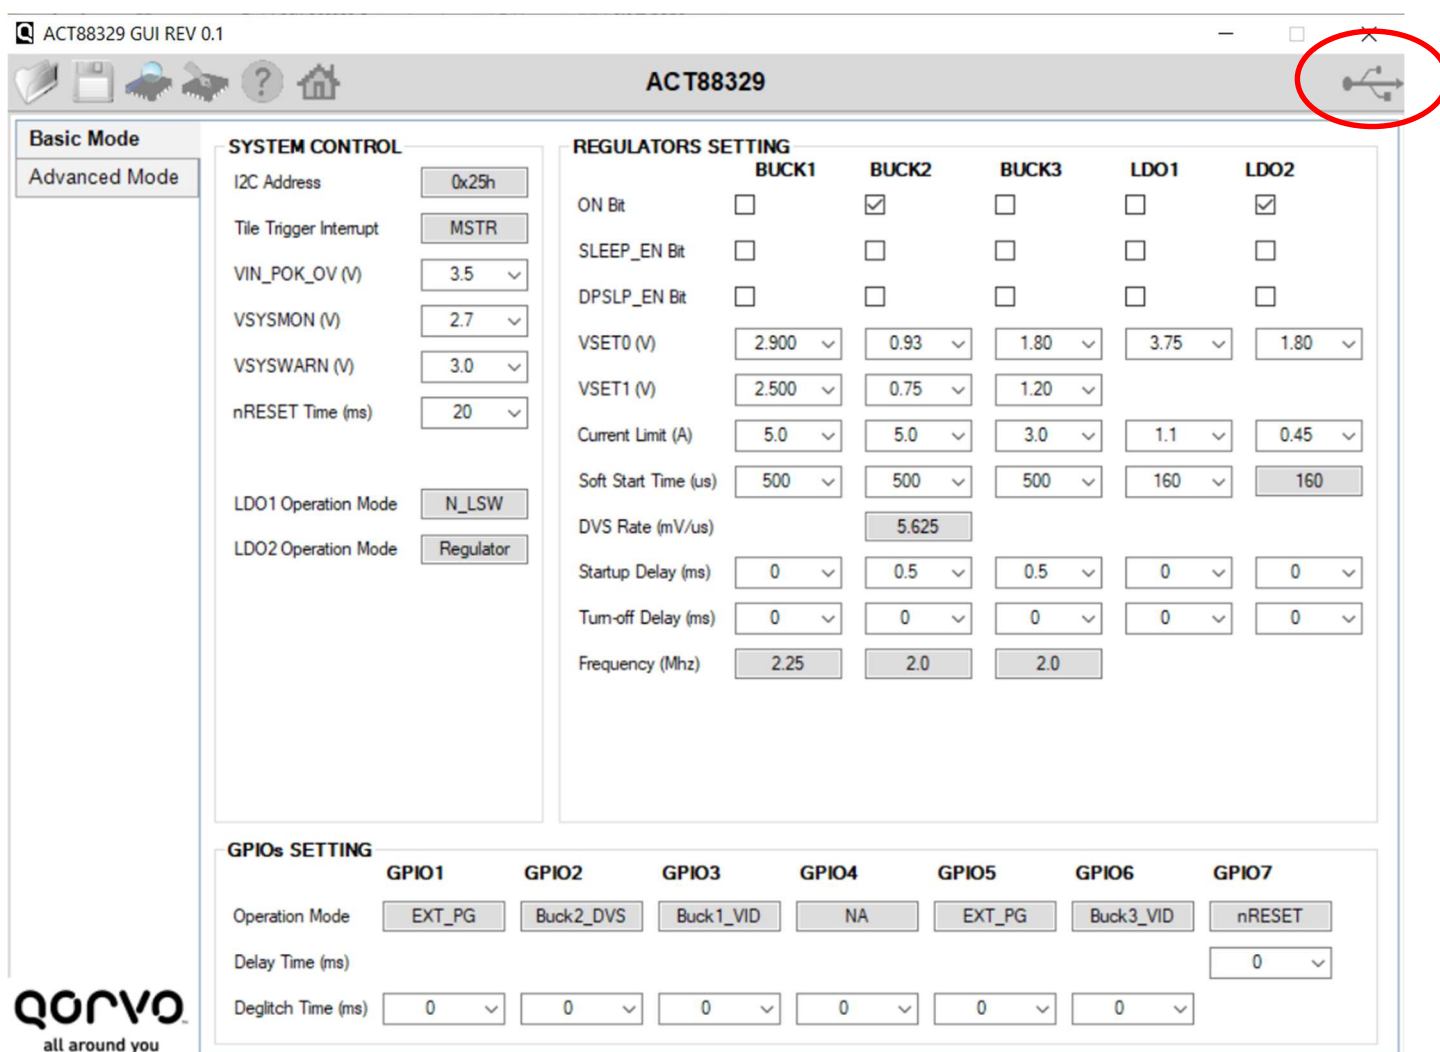 ACT88329 GUI REV 0.1
ACT88329
Basic Mode
Advanced Mode
SYSTEM CONTROL
I2C Address 0x25h
Tile Trigger Interrupt MSTR
VIN_POK_OV (V) 3.5
VSYSMON (V) 2.7
VSYSWARN (V) 3.0
nRESET Time (ms) 20
LDO1 Operation Mode N_LSW
LDO2 Operation Mode Regulator
REGULATORS SETTING
BUCK1 BUCK2 BUCK3 LDO1 LDO2
ON Bit
SLEEP_EN Bit
DPSLP_EN Bit
VSET0 (V) 2.900 0.93 1.80 3.75 1.80
VSET1 (V) 2.500 0.75 1.20
Current Limit (A) 5.0 5.0 3.0 1.1 0.45
Soft Start Time (us) 500 500 500 160 160
DVS Rate (mV/us) 5.625
Startup Delay (ms) 0 0.5 0.5 0 0
Turn-off Delay (ms) 0 0 0 0 0
Frequency (Mhz) 2.25 2.0 2.0
GPIOs SETTING
GPIO1 GPIO2 GPIO3 GPIO4 GPIO5 GPIO6 GPIO7
Operation Mode EXT_PG Buck2_DVS Buck1_VID NA EXT_PG Buck3_VID nRESET
Delay Time (ms) 0
Deglitch Time (ms) 0 0 0 0 0 0
QORVO
all around you